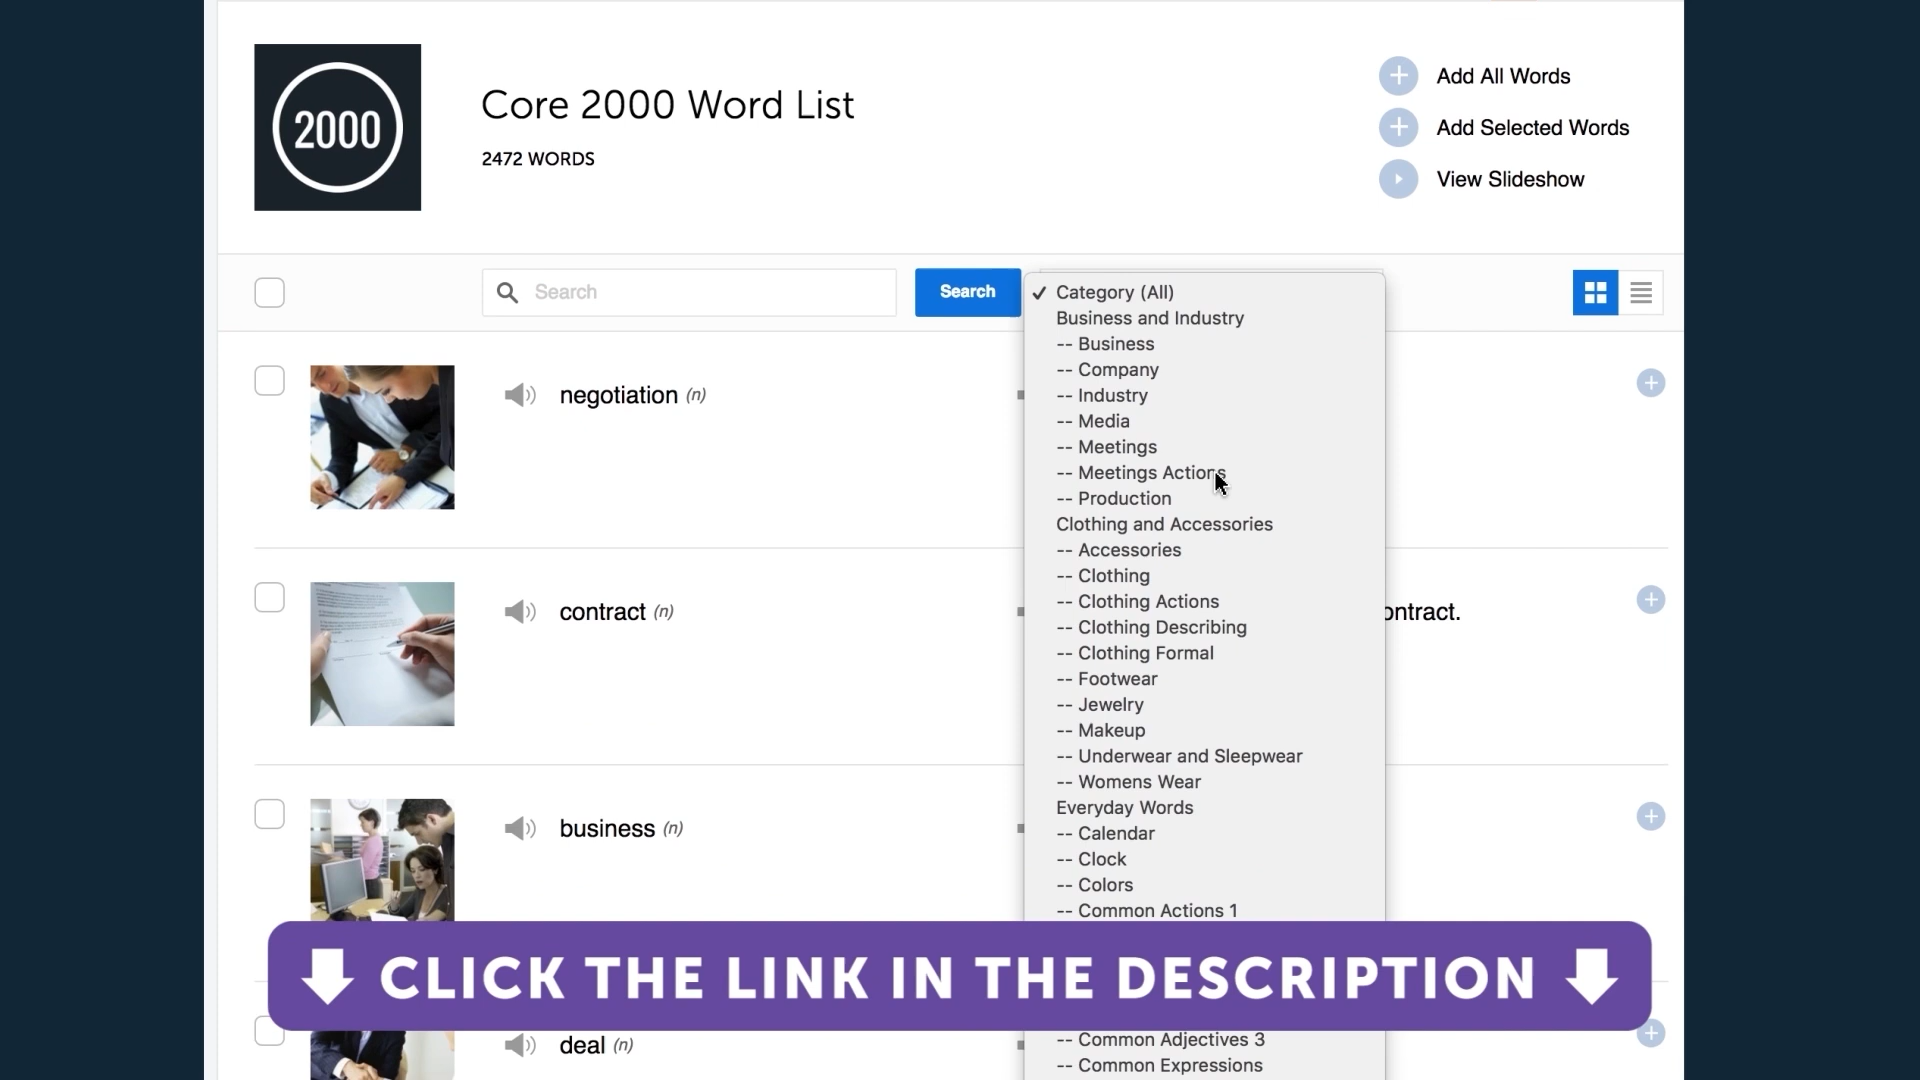 2000
Core 2000 Word List
2472 WORDS
Add All Words
Add Selected Words
View Slideshow
Search
Search
✓ Category (All)
Business and Industry
-- Business
-- Company
-- Industry
-- Media
-- Meetings
-- Meetings Actions
-- Production
Clothing and Accessories
-- Accessories
-- Clothing
-- Clothing Actions
-- Clothing Describing
-- Clothing Formal
-- Footwear
-- Jewelry
-- Makeup
-- Underwear and Sleepwear
-- Womens Wear
Everyday Words
-- Calendar
-- Clock
-- Colors
-- Common Actions 1
-- Common Adjectives 3
-- Common Expressions
negotiation (n)
contract (n)
ontract.
business (n)
CLICK THE LINK IN THE DESCRIPTION
deal (n)